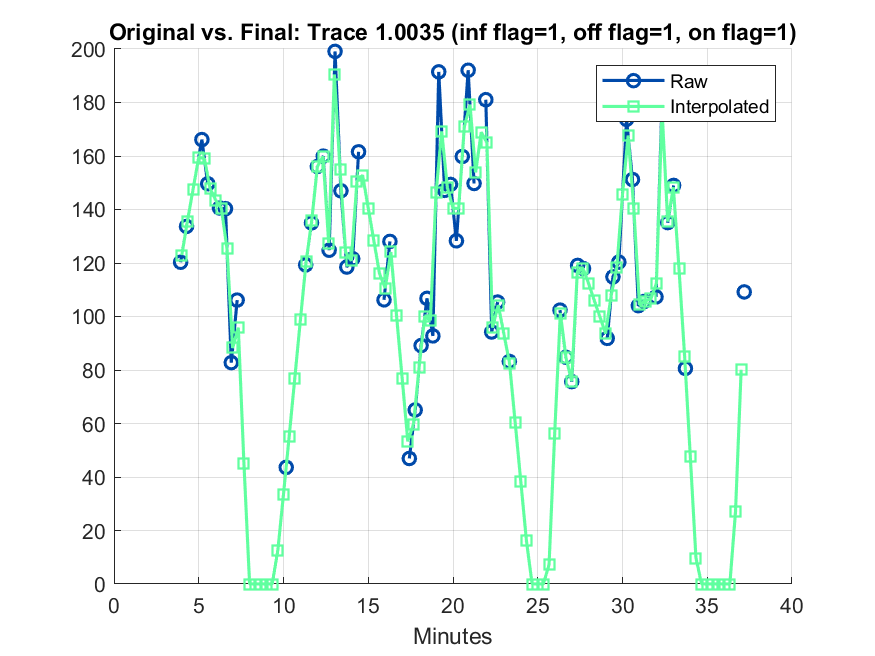 Original vs. Final: Trace 1.0035 (inf flag=1, off flag=1, on flag=1)
200
180
160
140
120
100
80
60
40
20
0
Raw
Interpolated
0 5 10 15 20 25 30 35 40
Minutes